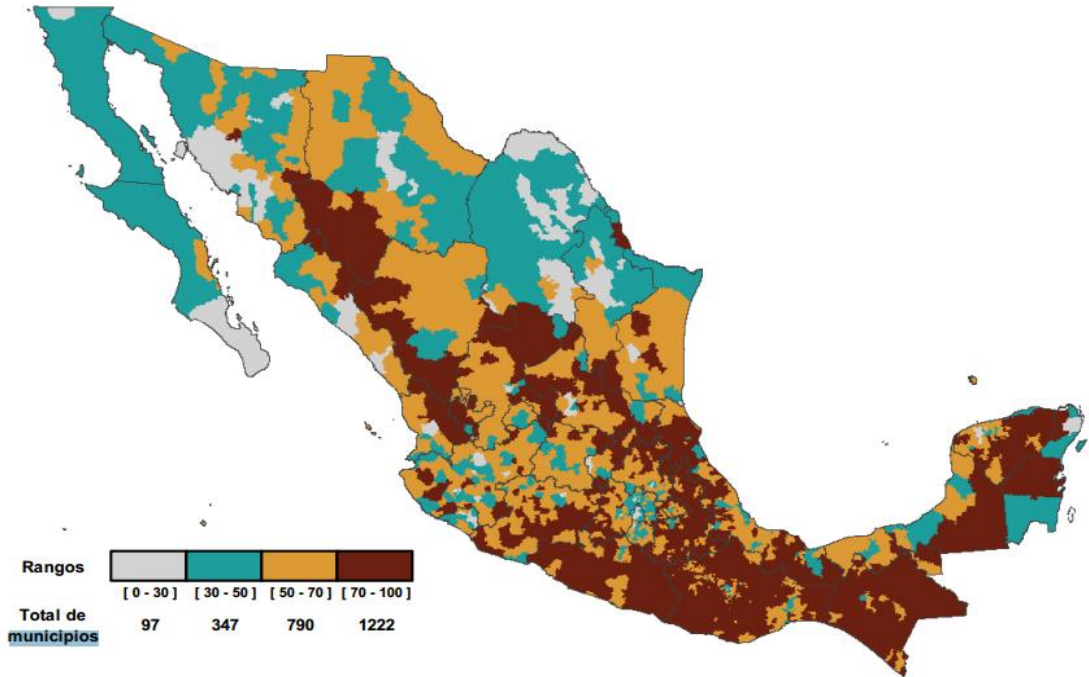 Rangos
[ 0 - 30 ] [ 30 - 50 ] [ 50 - 70 ] [ 70 - 100 ]
Total de
municipios
97 347 790 1222